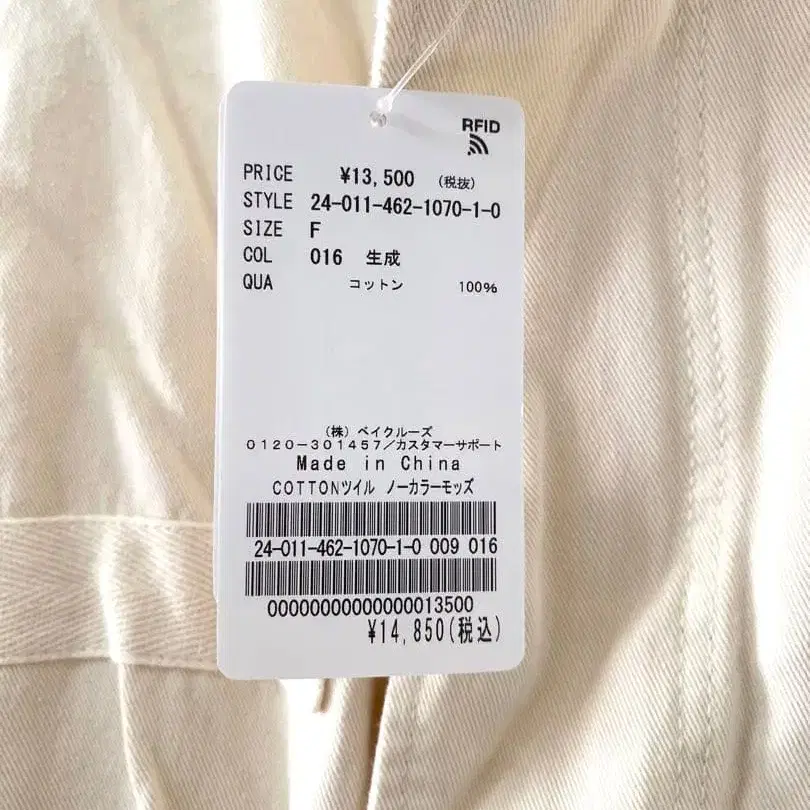 RFID
PRICE ¥13,500 (税抜)
STYLE 24-011-462-1070-1-0
SIZE F
COL 016 生成
QUA コットン 100%
(株)ベイクルーズ
0120-301457/カスタマーサポート
Made in China
COTTONツイル ノーカラーモッズ
24-011-462-1070-1-0 009 016
00000000000000013500
¥14,850(税込)